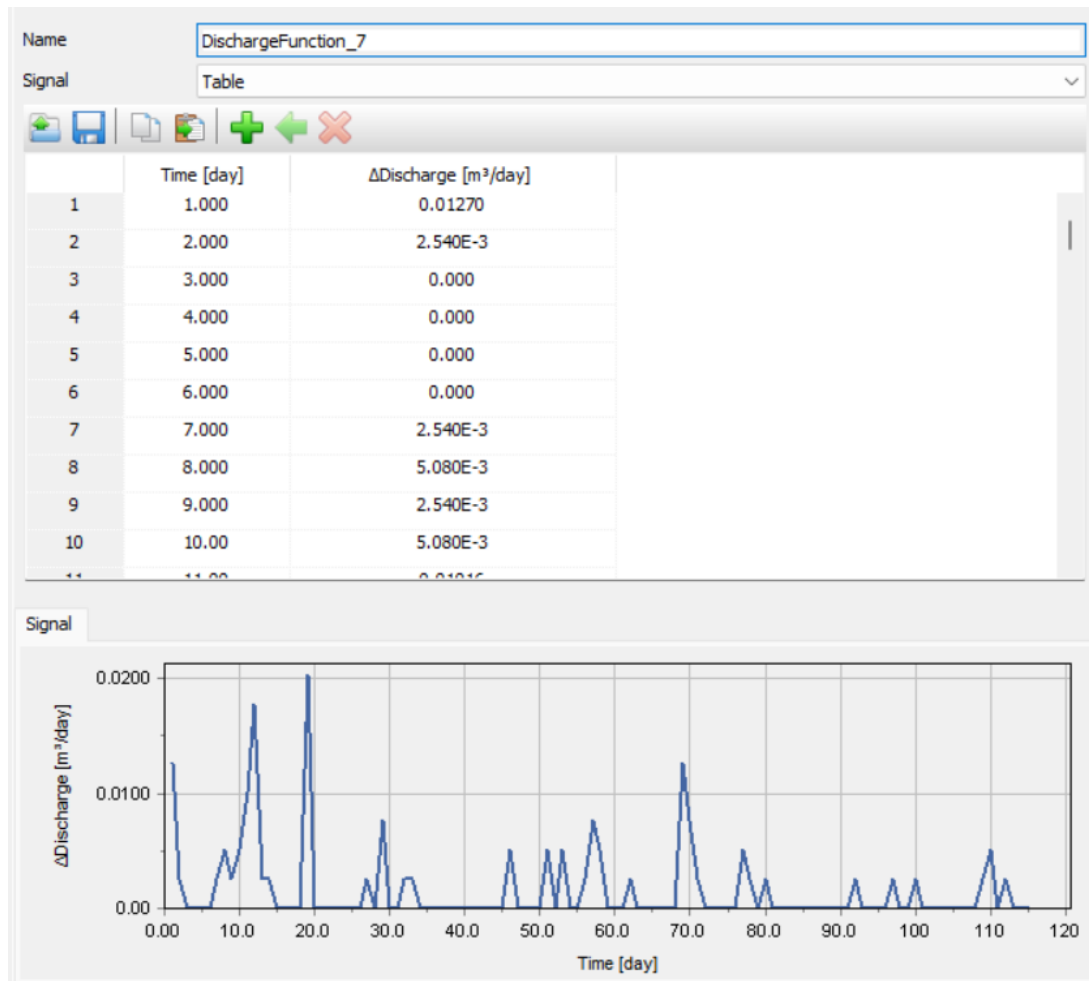 Name DischargeFunction_7
Signal Table
Time [day] ΔDischarge [m³/day]
1 1.000 0.01270
2 2.000 2.540E-3
3 3.000 0.000
4 4.000 0.000
5 5.000 0.000
6 6.000 0.000
7 7.000 2.540E-3
8 8.000 5.080E-3
9 9.000 2.540E-3
10 10.00 5.080E-3
11 11.00 0.01016
Signal
ΔDischarge [m³/day]
0.0200
0.0100
0.00
0.00 10.0 20.0 30.0 40.0 50.0 60.0 70.0 80.0 90.0 100 110 120
Time [day]